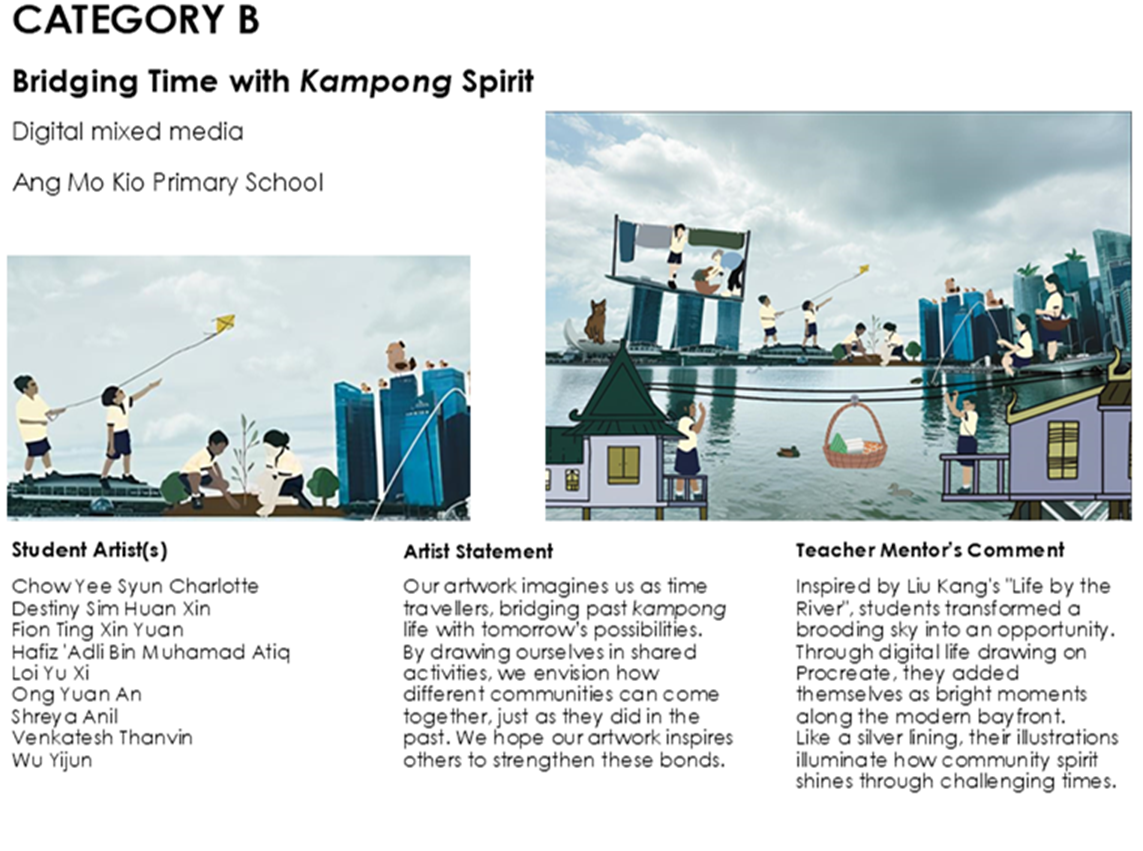 CATEGORY B
Bridging Time with Kampong Spirit
Digital mixed media
Ang Mo Kio Primary School
Student Artist(s)
Chow Yee Syun Charlotte
Destiny Sim Huan Xin
Fion Ting Xin Yuan
Hafiz 'Adli Bin Muhamad Atiq
Loi Yu Xi
Ong Yuan An
Shreya Anil
Venkatesh Thanvin
Wu Yijun
Artist Statement
Our artwork imagines us as time
travellers, bridging past kampong
life with tomorrow's possibilities.
By drawing ourselves in shared
activities, we envision how
different communities can come
together, just as they did in the
past. We hope our artwork inspires
others to strengthen these bonds.
Teacher Mentor's Comment
Inspired by Liu Kang's "Life by the
River", students transformed a
brooding sky into an opportunity.
Through digital life drawing on
Procreate, they added
themselves as bright moments
along the modern bayfront.
Like a silver lining, their illustrations
illuminate how community spirit
shines through challenging times.